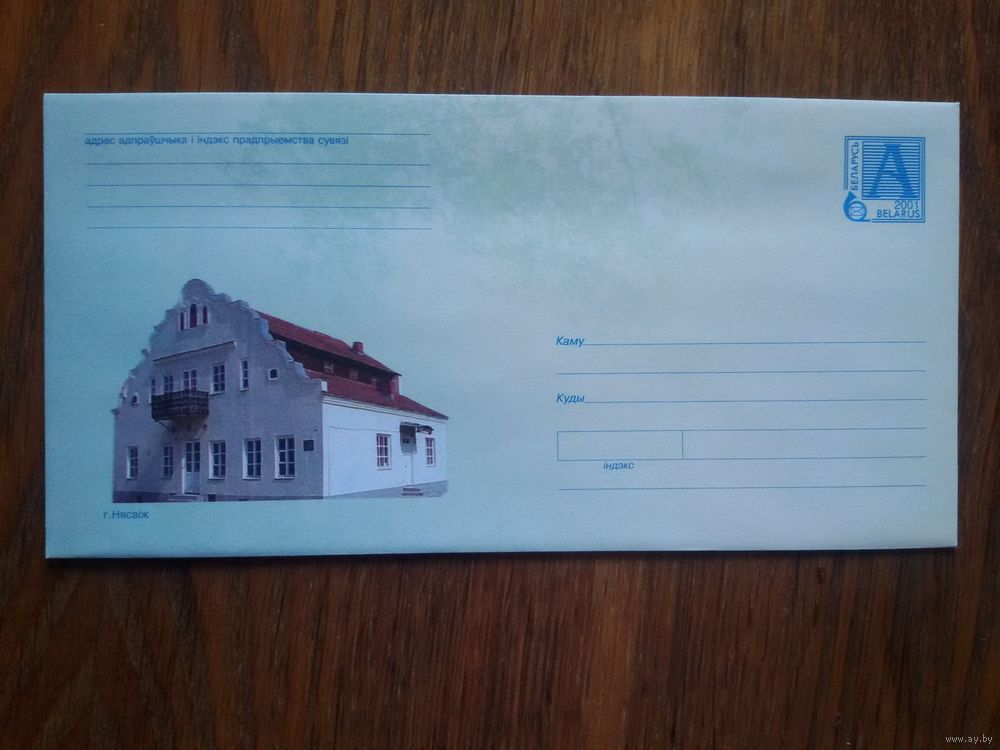 адрас адпраўшчыка і індэкс прадпрыемства сувязі
БЕЛАРУСЬ
А
2001
BELARUS
Каму
Куды
індэкс
г.Нясвіж
www.ay.by